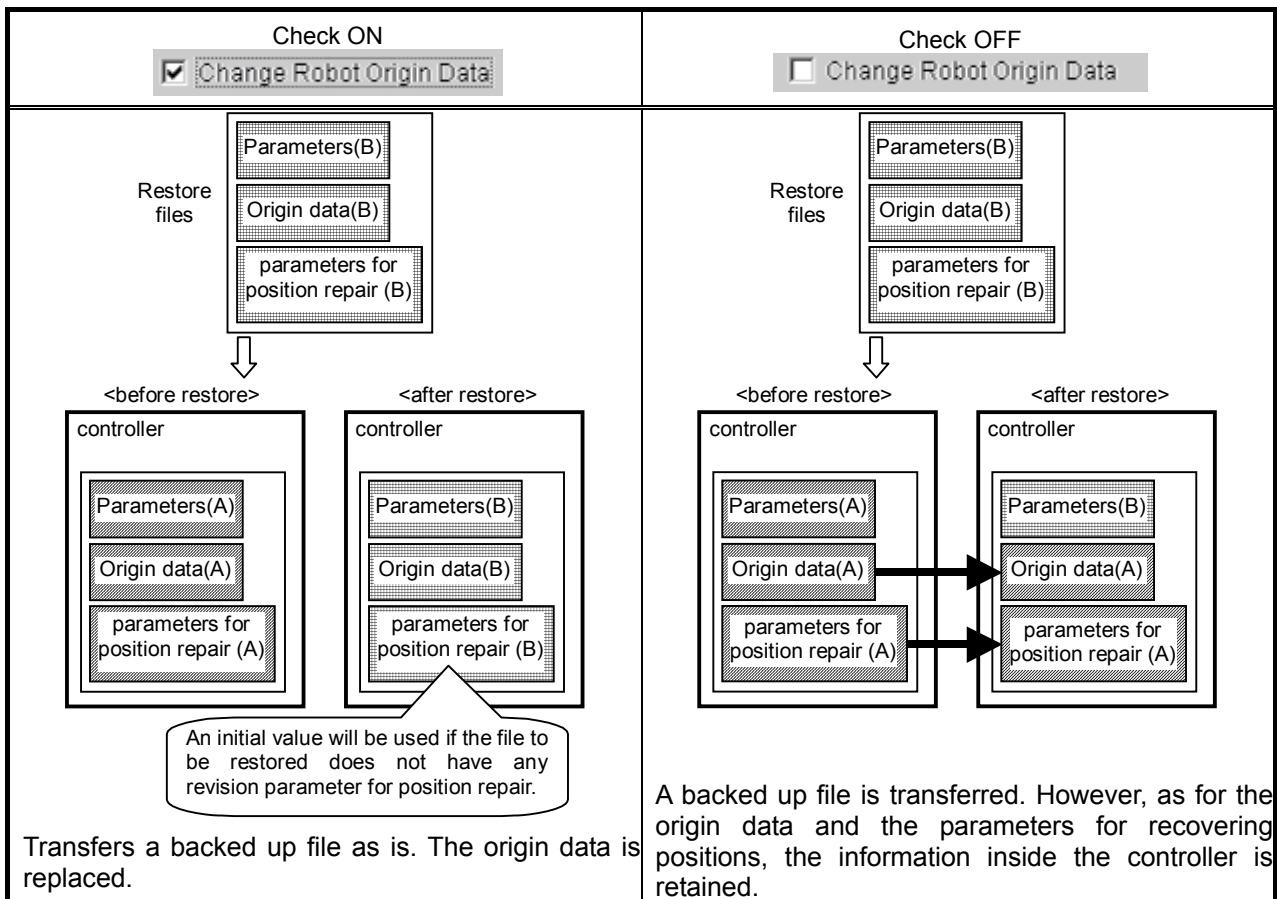 Check ON
Change Robot Origin Data
Parameters(B)
Restore
files
Origin data(B)
parameters for
position repair (B)
<before restore>
<after restore>
controller
Parameters(A)
Origin data(A)
parameters for
position repair (A)
controller
Parameters(B)
Origin data(B)
parameters for
position repair (B)
An initial value will be used if the file to
be restored does not have any
revision parameter for position repair.
Transfers a backed up file as is. The origin data is
replaced.
Check OFF
Change Robot Origin Data
Parameters(B)
Restore
files
Origin data(B)
parameters for
position repair (B)
<before restore>
<after restore>
controller
Parameters(A)
Origin data(A)
parameters for
position repair (A)
controller
Parameters(B)
Origin data(A)
parameters for
position repair (A)
A backed up file is transferred. However, as for the
origin data and the parameters for recovering
positions, the information inside the controller is
retained.